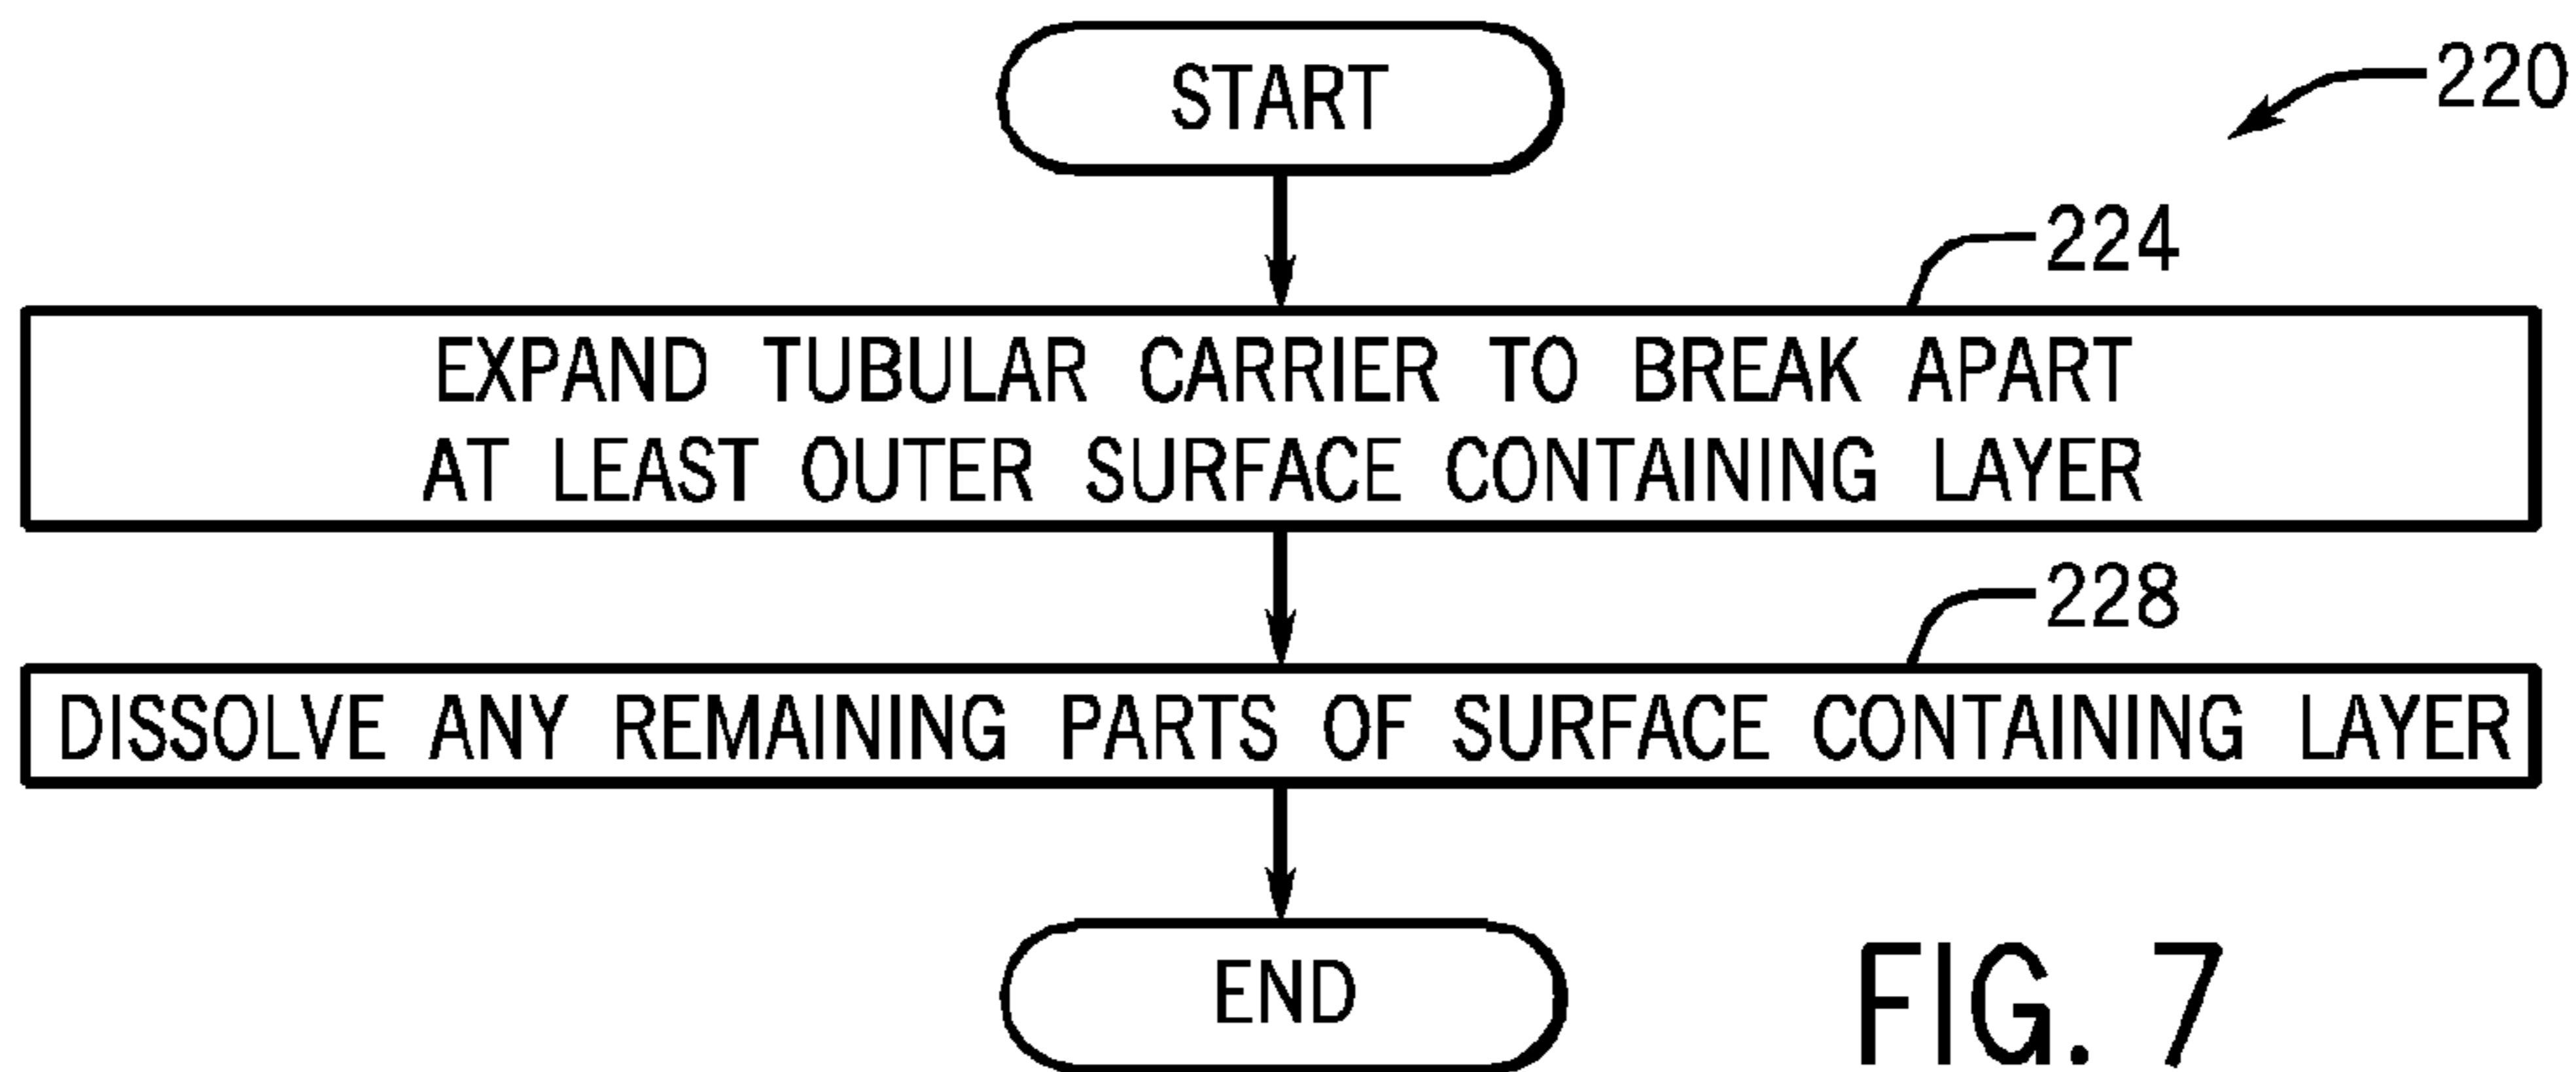 START
220
224
EXPAND TUBULAR CARRIER TO BREAK APART
AT LEAST OUTER SURFACE CONTAINING LAYER
228
DISSOLVE ANY REMAINING PARTS OF SURFACE CONTAINING LAYER
END
FIG. 7